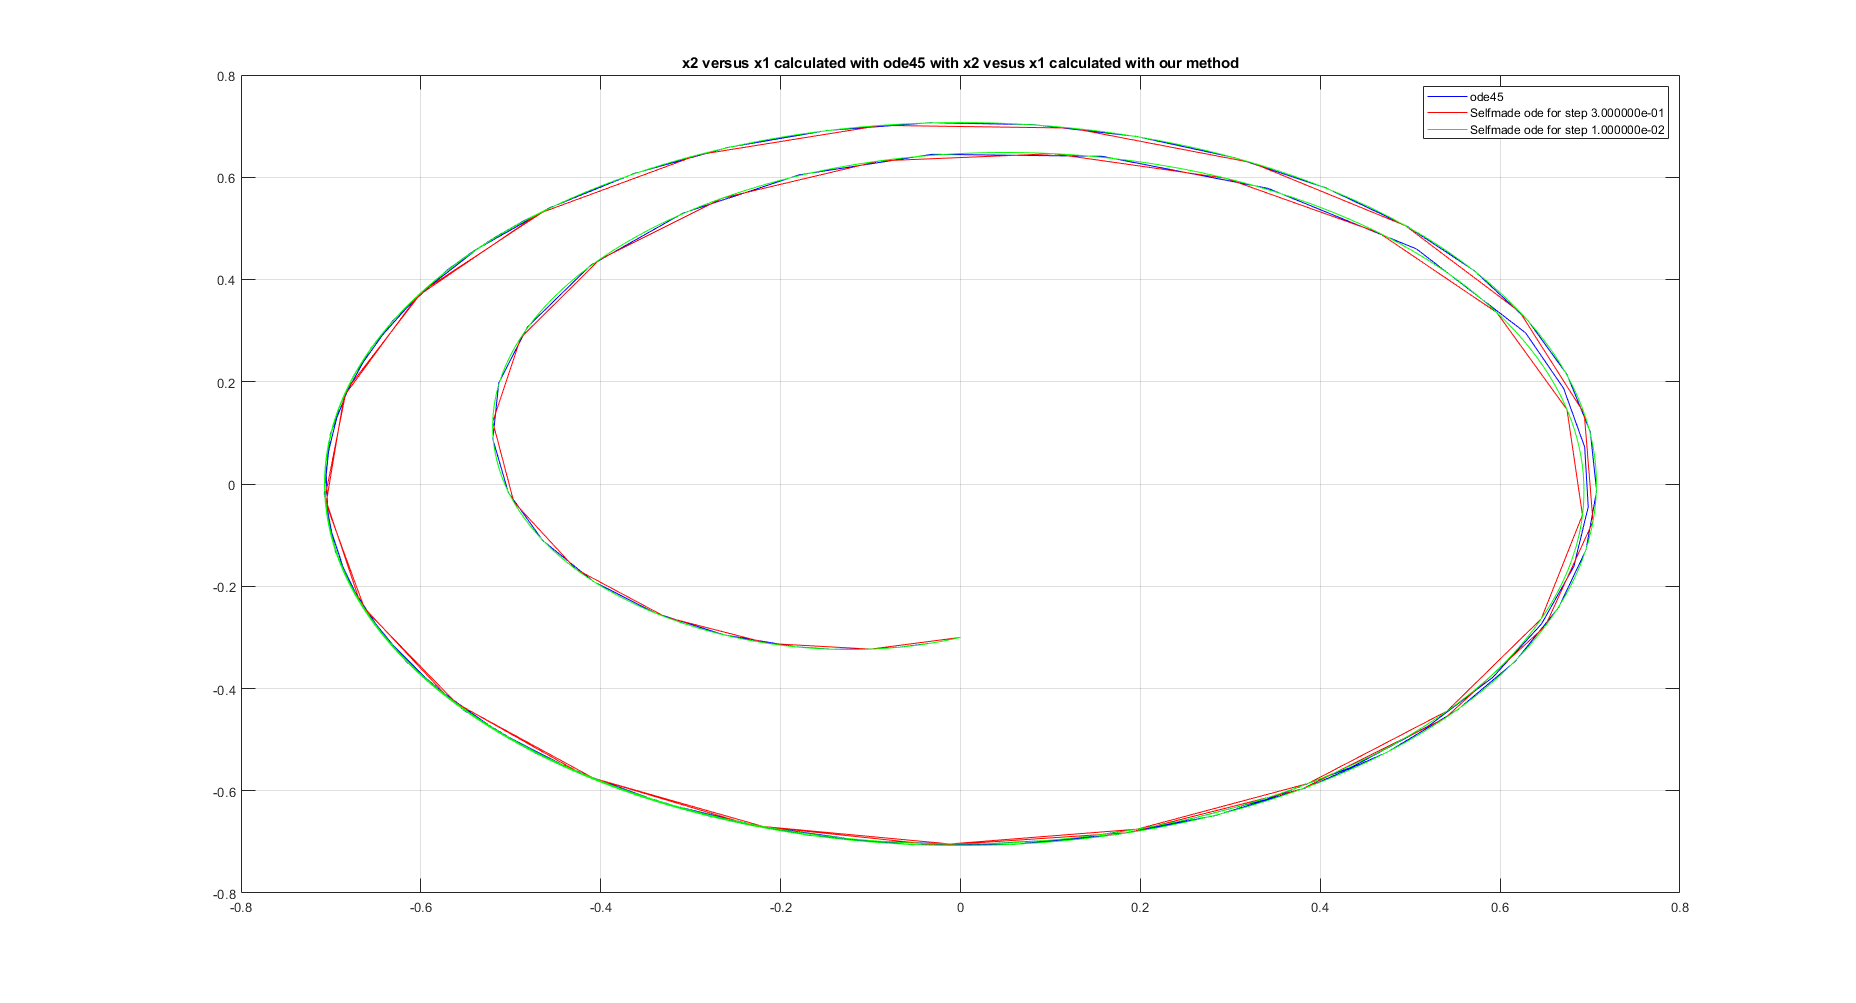 x2 versus x1 calculated with ode45 with x2 vesus x1 calculated with our method
ode45
Selfmade ode for step 3.000000e-01
Selfmade ode for step 1.000000e-02
0.8
0.6
0.4
0.2
0
-0.2
-0.4
-0.6
-0.8
-0.8 -0.6 -0.4 -0.2 0 0.2 0.4 0.6 0.8